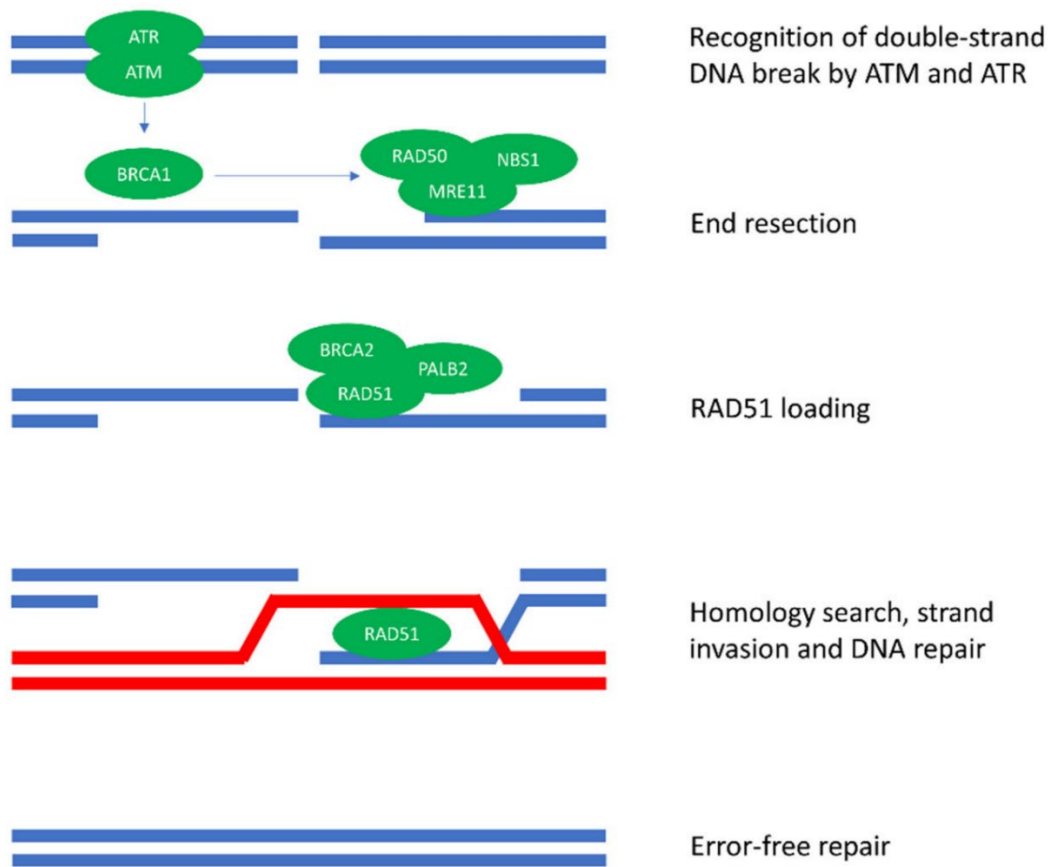 ATR
ATM
Recognition of double-strand
DNA break by ATM and ATR
BRCA1
RAD50
NBS1
MRE11
End resection
BRCA2
PALB2
RAD51
RAD51 loading
RAD51
Homology search, strand
invasion and DNA repair
Error-free repair